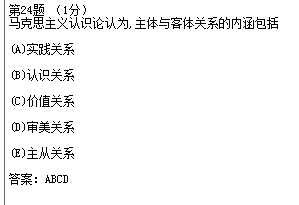 第24题 （1分）
马克思主义认识论认为,主体与客体关系的内涵包括
(A)实践关系
(B)认识关系
(C)价值关系
(D)审美关系
(E)主从关系
答案：ABCD